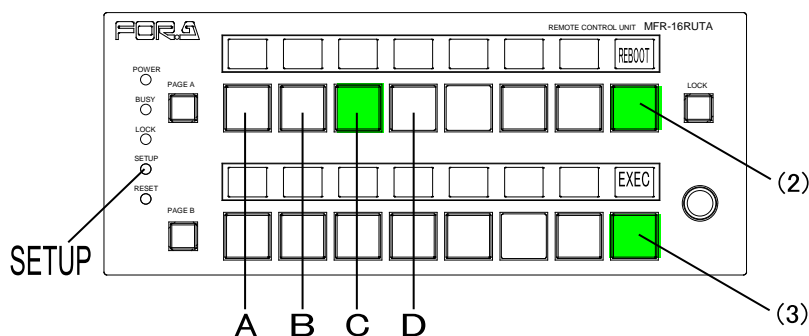 FOR.A
REMOTE CONTROL UNIT MFR-16RUTA
REBOOT
POWER
PAGE A
LOCK
BUSY
LOCK
(2)
SETUP
EXEC
RESET
PAGE B
SETUP
(3)
A B C D